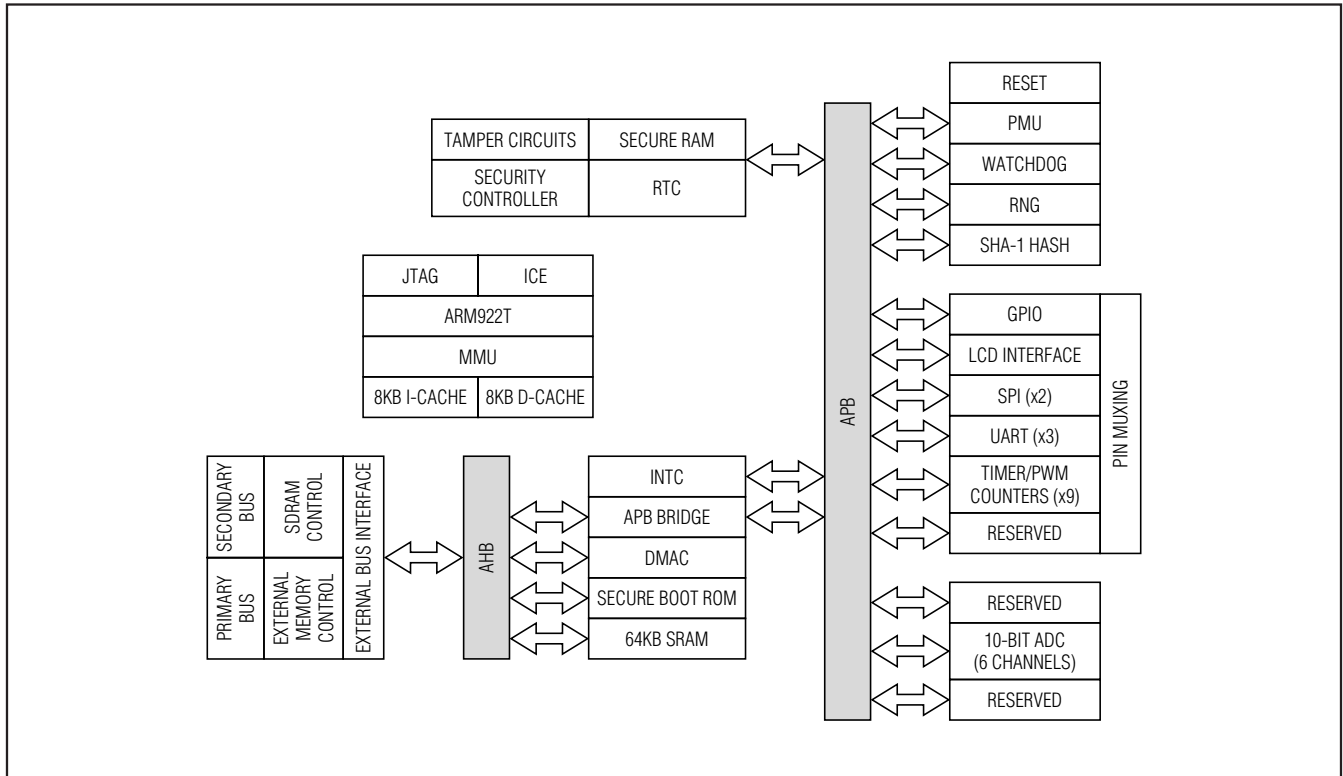 RESET
PMU
WATCHDOG
RNG
SHA-1 HASH
TAMPER CIRCUITS
SECURE RAM
SECURITY
CONTROLLER
RTC
JTAG
ICE
ARM922T
MMU
8KB I-CACHE
8KB D-CACHE
APB
GPIO
LCD INTERFACE
SPI (x2)
UART (x3)
TIMER/PWM
COUNTERS (x9)
RESERVED
PIN MUXING
SECONDARY
BUS
SDRAM
CONTROL
PRIMARY
BUS
EXTERNAL
MEMORY
CONTROL
EXTERNAL BUS INTERFACE
AHB
INTC
APB BRIDGE
DMAC
SECURE BOOT ROM
64KB SRAM
RESERVED
10-BIT ADC
(6 CHANNELS)
RESERVED